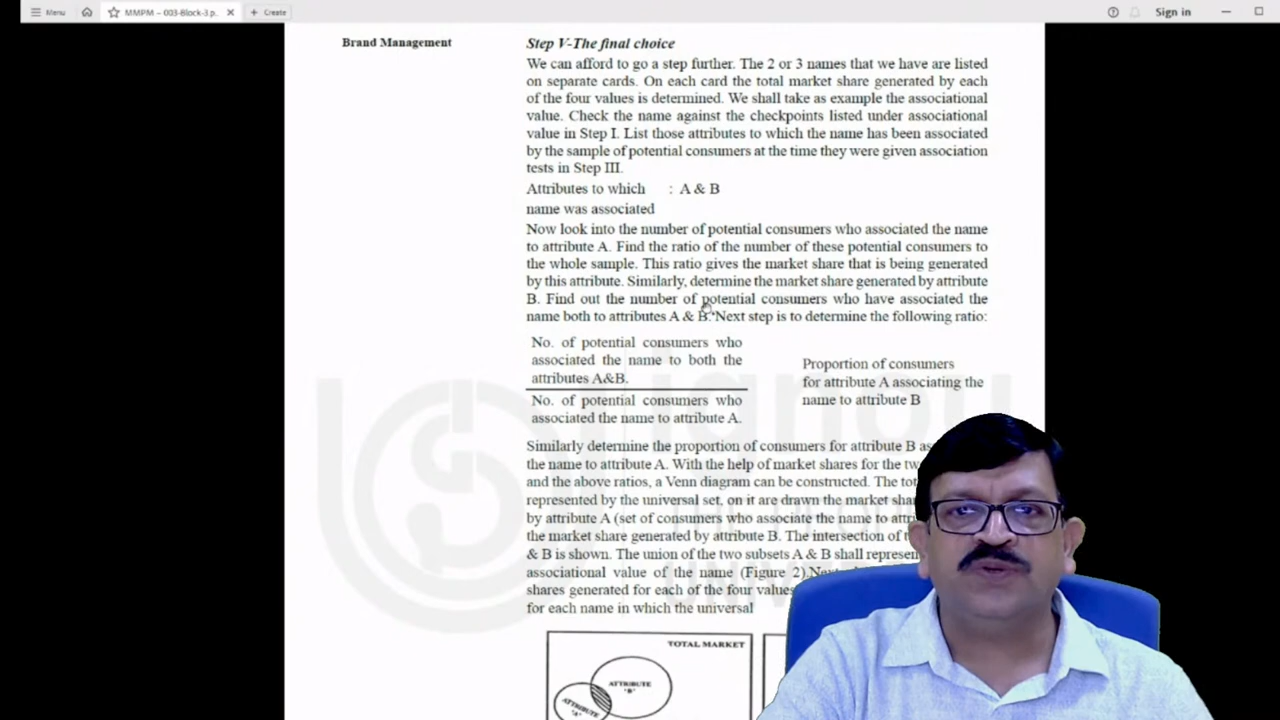 Menu
MMPM – 003-Block-3.p...
Create
Sign in
Brand Management
Step V-The final choice
We can afford to go a step further. The 2 or 3 names that we have are listed
on separate cards. On each card the total market share generated by each
of the four values is determined. We shall take as example the associational
value. Check the name against the checkpoints listed under associational
value in Step I. List those attributes to which the name has been associated
by the sample of potential consumers at the time they were given association
tests in Step III.
Attributes to which : A & B
name was associated
Now look into the number of potential consumers who associated the name
to attribute A. Find the ratio of the number of these potential consumers to
the whole sample. This ratio gives the market share that is being generated
by this attribute. Similarly, determine the market share generated by attribute
B. Find out the number of potential consumers who have associated the
name both to attributes A & B. Next step is to determine the following ratio:
No. of potential consumers who
associated the name to both the
attributes A&B.
No. of potential consumers who
associated the name to attribute A.
Proportion of consumers
for attribute A associating the
name to attribute B
Similarly determine the proportion of consumers for attribute B
the name to attribute A. With the help of market shares for the
and the above ratios, a Venn diagram can be constructed. The
represented by the universal set, on it are drawn the market
by attribute A (set of consumers who associate the name to
the market share generated by attribute B. The intersection of
& B is shown. The union of the two subsets A & B shall
associational value of the name (Figure 2).
shares generated for each of the four values
for each name in which the universal
TOTAL MARKET
ATTRIBUTE
'B'
ATTRIBUTE
'A'
ignou
THE PEOPLE'S
UNIVERSITY